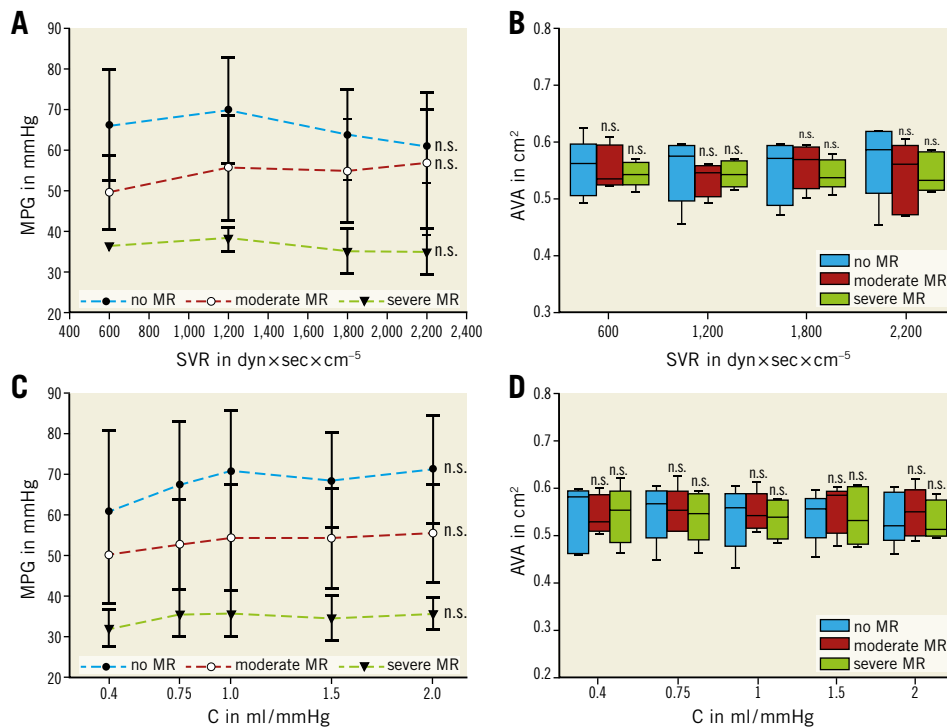 A
90
80
70
60
50
40
30
20
MPG in mmHg
n.s.
n.s.
n.s.
no MR moderate MR severe MR
400 600 800 1,000 1,200 1,400 1,600 1,800 2,000 2,200 2,400
SVR in dyn×sec×cm⁻⁵
B
0.8
0.7
0.6
0.5
0.4
0.3
AVA in cm²
n.s. n.s. n.s. n.s. n.s. n.s. n.s. n.s.
no MR
moderate MR
severe MR
600 1,200 1,800 2,200
SVR in dyn×sec×cm⁻⁵
C
90
80
70
60
50
40
30
20
MPG in mmHg
n.s.
n.s.
n.s.
no MR moderate MR severe MR
0.4 0.75 1.0 1.5 2.0
C in ml/mmHg
D
0.8
0.7
0.6
0.5
0.4
0.3
0.2
AVA in cm²
n.s. n.s. n.s. n.s. n.s. n.s. n.s. n.s. n.s. n.s.
no MR
moderate MR
severe MR
0.4 0.75 1 1.5 2
C in ml/mmHg